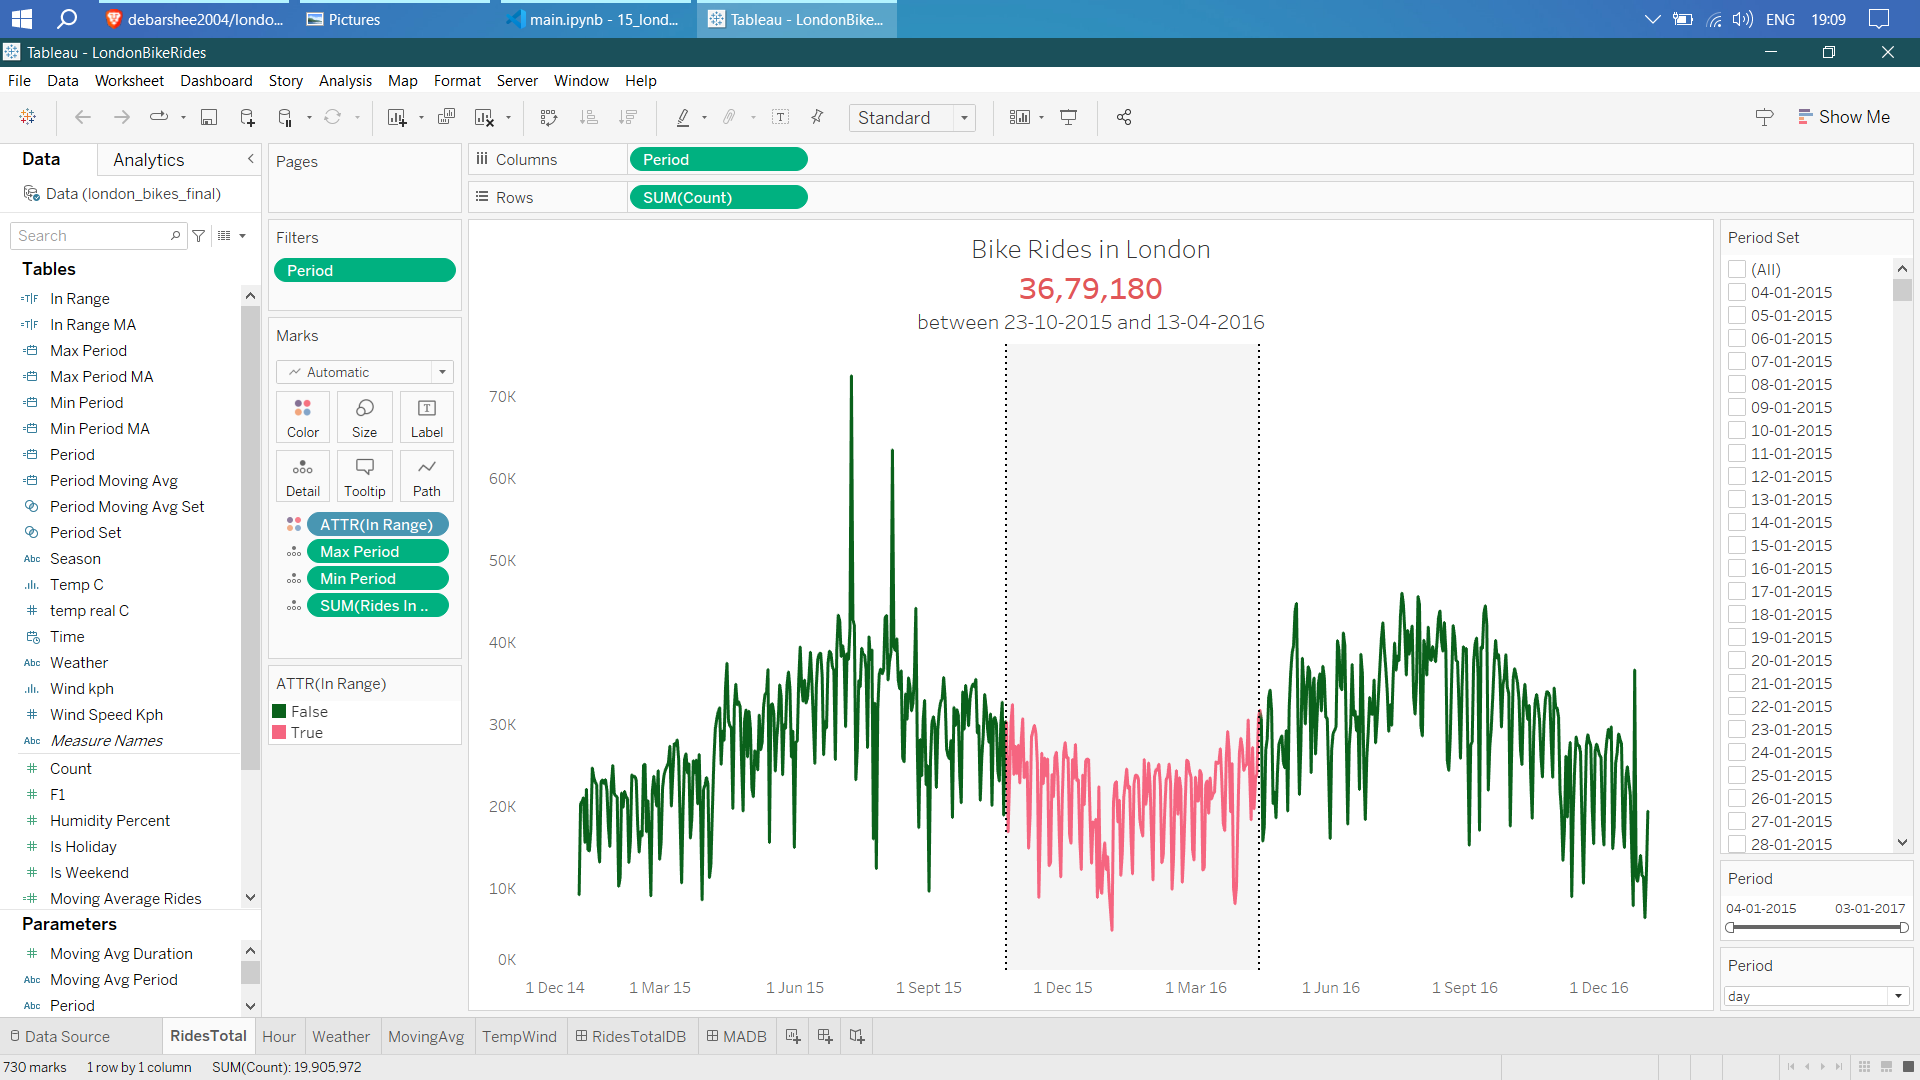 debarshee2004/londo...
Pictures
main.ipynb - 15_lond...
Tableau - LondonBike...
ENG
19:09
Tableau - LondonBikeRides
File Data Worksheet Dashboard Story Analysis Map Format Server Window Help
Standard
Show Me
Data
Analytics
Data (london_bikes_final)
Search
Tables
In Range
In Range MA
Max Period
Max Period MA
Min Period
Min Period MA
Period
Period Moving Avg
Period Moving Avg Set
Period Set
Abc Season
Temp C
temp real C
Time
Abc Weather
Wind kph
Wind Speed Kph
Abc Measure Names
Count
F1
Humidity Percent
Is Holiday
Is Weekend
Moving Average Rides
Parameters
Moving Avg Duration
Abc Moving Avg Period
Abc Period
Pages
Filters
Period
Marks
Automatic
Color
Size
Label
Detail
Tooltip
Path
ATTR(In Range)
Max Period
Min Period
SUM(Rides In ..
ATTR(In Range)
False
True
Columns
Period
Rows
SUM(Count)
Bike Rides in London
36,79,180
between 23-10-2015 and 13-04-2016
70K
60K
50K
40K
30K
20K
10K
0K
1 Dec 14
1 Mar 15
1 Jun 15
1 Sept 15
1 Dec 15
1 Mar 16
1 Jun 16
1 Sept 16
1 Dec 16
Period Set
(All)
04-01-2015
05-01-2015
06-01-2015
07-01-2015
08-01-2015
09-01-2015
10-01-2015
11-01-2015
12-01-2015
13-01-2015
14-01-2015
15-01-2015
16-01-2015
17-01-2015
18-01-2015
19-01-2015
20-01-2015
21-01-2015
22-01-2015
23-01-2015
24-01-2015
25-01-2015
26-01-2015
27-01-2015
28-01-2015
Period
04-01-2015
03-01-2017
Period
day
Data Source
RidesTotal
Hour
Weather
MovingAvg
TempWind
RidesTotalDB
MADB
730 marks
1 row by 1 column
SUM(Count): 19,905,972